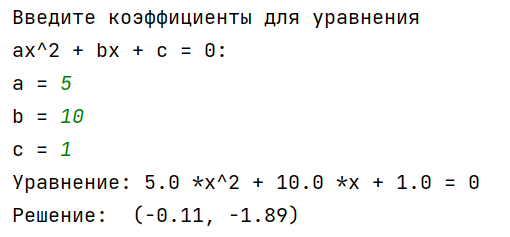 Введите коэффициенты для уравнения
ax^2 + bx + c = 0:
a = 5
b = 10
c = 1
Уравнение: 5.0 *x^2 + 10.0 *x + 1.0 = 0
Решение:  (-0.11, -1.89)